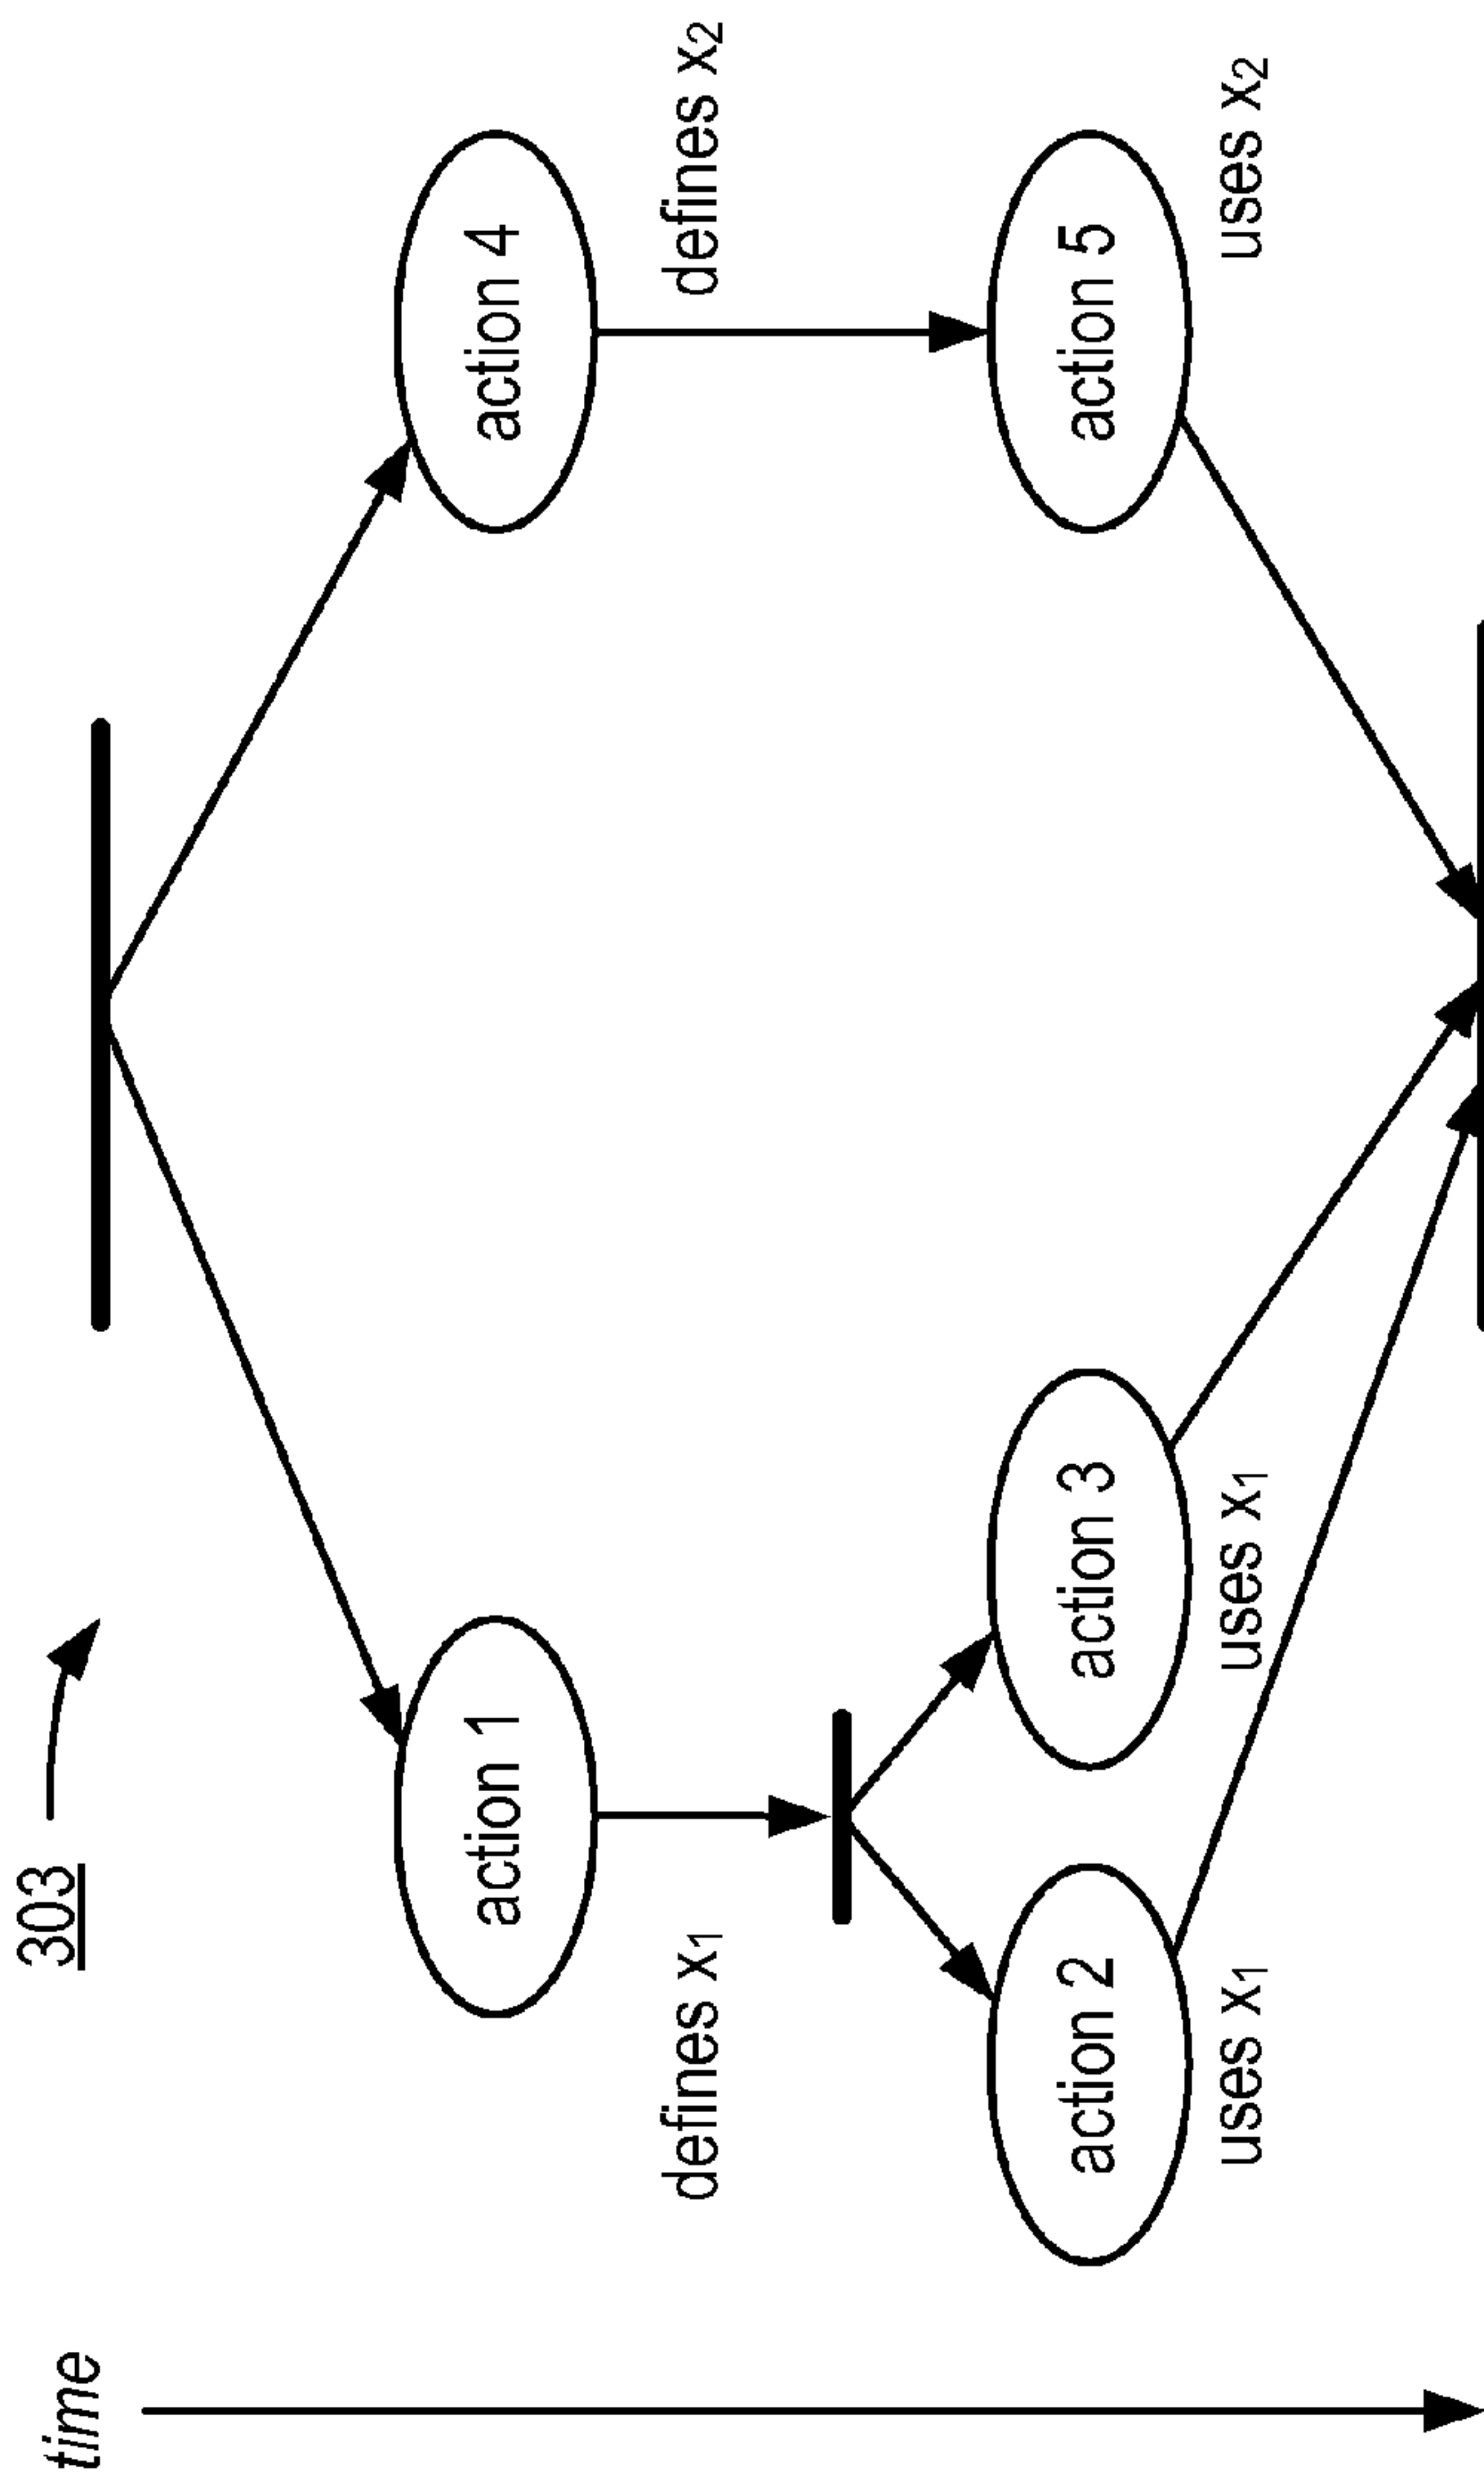 303
time
action 1
action 4
defines x₁
defines x₂
action 2
action 3
action 5
uses x₁
uses x₁
uses x₂